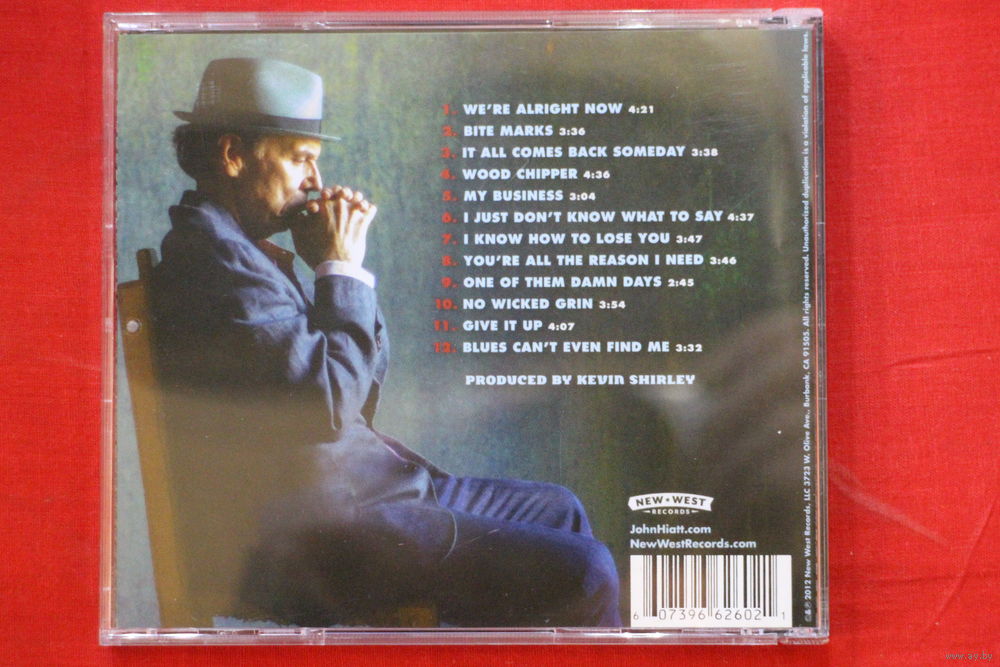 1. WE'RE ALRIGHT NOW 4:21
2. BITE MARKS 3:36
3. IT ALL COMES BACK SOMEDAY 3:38
4. WOOD CHIPPER 4:36
5. MY BUSINESS 3:04
6. I JUST DON'T KNOW WHAT TO SAY 4:37
7. I KNOW HOW TO LOSE YOU 3:47
8. YOU'RE ALL THE REASON I NEED 3:46
9. ONE OF THEM DAMN DAYS 2:45
10. NO WICKED GRIN 3:54
11. GIVE IT UP 4:07
12. BLUES CAN'T EVEN FIND ME 3:32
PRODUCED BY KEVIN SHIRLEY
NEW WEST
RECORDS
JohnHiatt.com
NewWestRecords.com
6 07396 62602 1
©&℗ 2012 New West Records, LLC 3723 W. Olive Ave., Burbank, CA 91505. All rights reserved. Unauthorized duplication is a violation of applicable laws.
www.ay.by